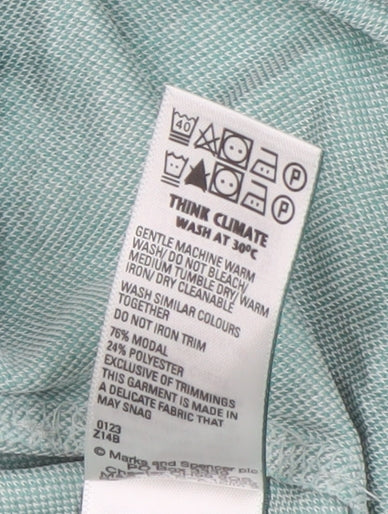 40
P
P
THINK CLIMATE
WASH AT 30°C
GENTLE MACHINE WARM
WASH/ DO NOT BLEACH/
MEDIUM TUMBLE DRY/ WARM
IRON/ DRY CLEANABLE
WASH SIMILAR COLOURS
TOGETHER
DO NOT IRON TRIM
76% MODAL
24% POLYESTER
EXCLUSIVE OF TRIMMINGS
THIS GARMENT IS MADE IN
A DELICATE FABRIC THAT
MAY SNAG
0123
Z14B
© Marks and Spencer plc
PO Box